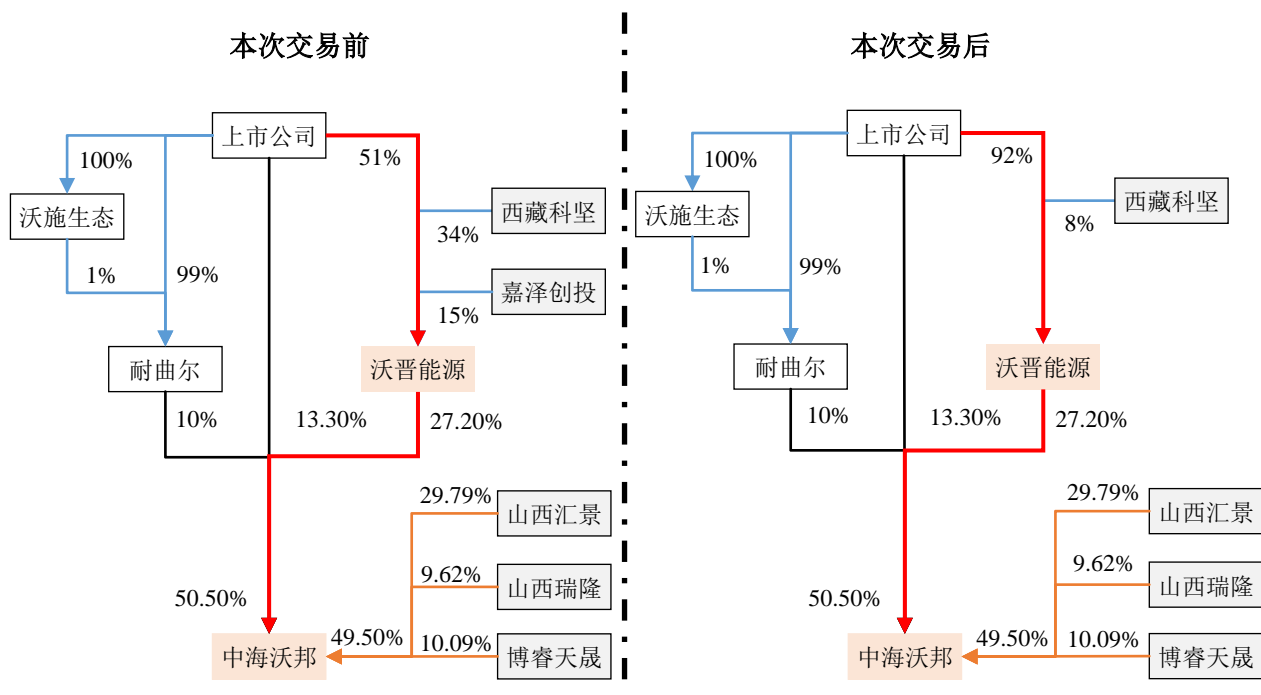 本次交易前
上市公司
100%
51%
沃施生态
西藏科坚
34%
1%
99%
嘉泽创投
15%
耐曲尔
沃晋能源
10%
13.30%
27.20%
29.79%
山西汇景
9.62%
山西瑞隆
50.50%
49.50%
10.09%
中海沃邦
博睿天晟
本次交易后
上市公司
100%
92%
沃施生态
西藏科坚
8%
1%
99%
耐曲尔
沃晋能源
10%
13.30%
27.20%
29.79%
山西汇景
9.62%
山西瑞隆
50.50%
49.50%
10.09%
中海沃邦
博睿天晟